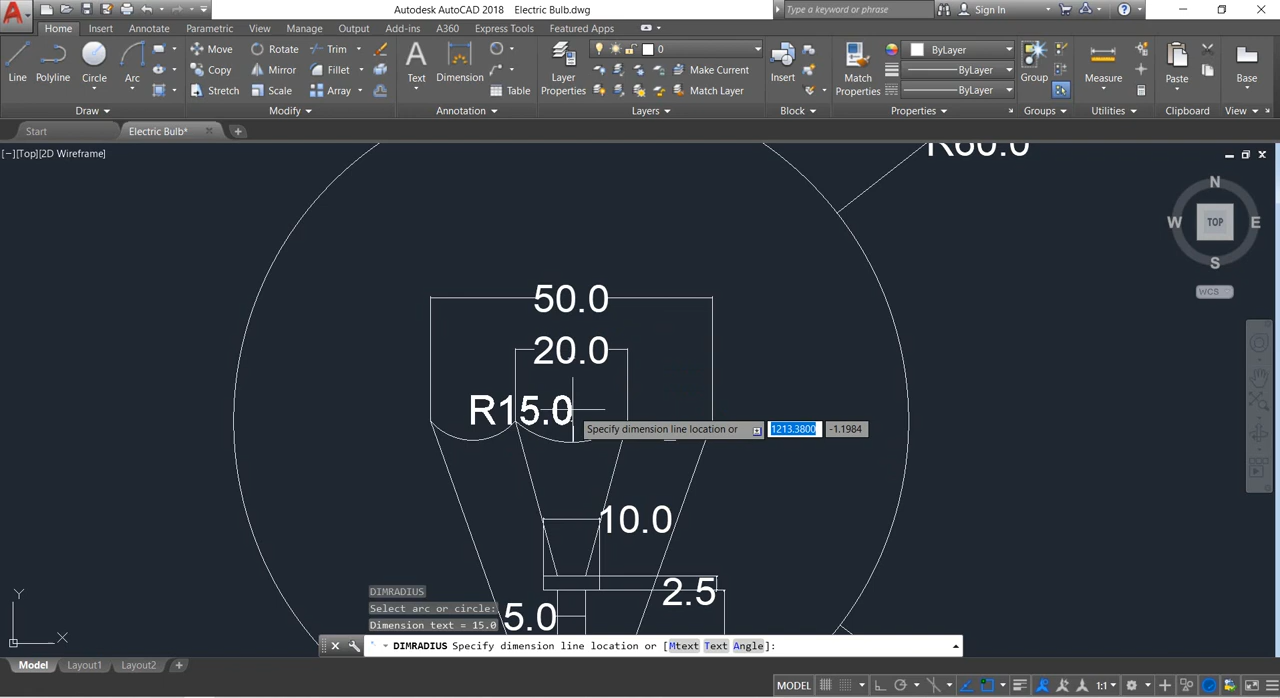 Autodesk AutoCAD 2018 Electric Bulb.dwg
Type a keyword or phrase
Sign In
Home Insert Annotate Parametric View Manage Output Add-ins A360 Express Tools Featured Apps
Line Polyline Circle Arc
Move Rotate Trim
Copy Mirror Fillet
Stretch Scale Array
Text Dimension Table
Layer Properties
0
Make Current
Match Layer
Insert
Match Properties
ByLayer
ByLayer
ByLayer
Group
Measure
Paste
Base
Draw Modify Annotation Layers Block Properties Groups Utilities Clipboard View
Start Electric Bulb*
[−][Top][2D Wireframe]
R60.0
N
W TOP E
S
WCS
50.0
20.0
R15.0
Specify dimension line location or 1213.3800 -1.1984
10.0
2.5
5.0
DIMRADIUS
Select arc or circle:
Dimension text = 15.0
DIMRADIUS Specify dimension line location or [Mtext Text Angle]:
Y
X
Model Layout1 Layout2
MODEL 1:1